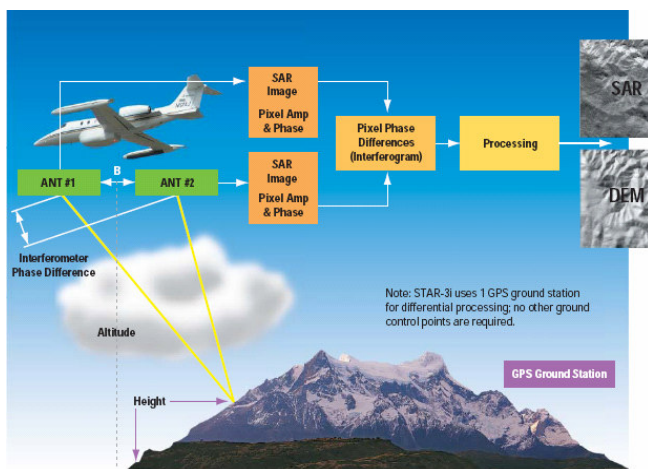 SAR
Image
Pixel Amp
& Phase
SAR
Image
Pixel Amp
& Phase
Pixel Phase
Differences
(Interferogram)
Processing
SAR
DEM
ANT #1
B
ANT #2
Interferometer
Phase Difference
Altitude
Note: STAR-3i uses 1 GPS ground station
for differential processing; no other ground
control points are required.
GPS Ground Station
Height